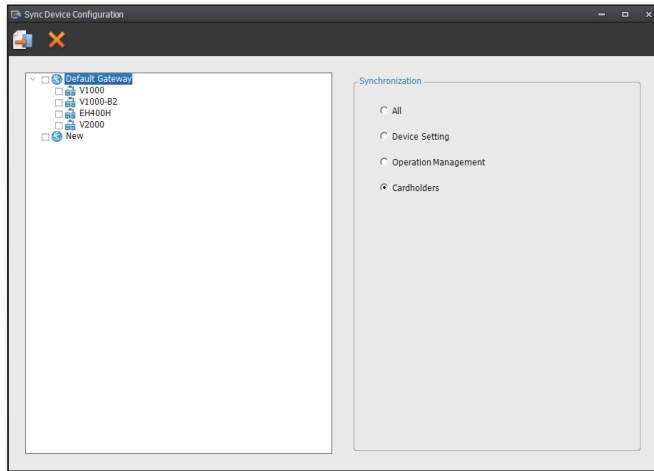 Sync Device Configuration
Default Gateway
V1000
V1000-B2
EH400H
V2000
New
Synchronization
All
Device Setting
Operation Management
Cardholders